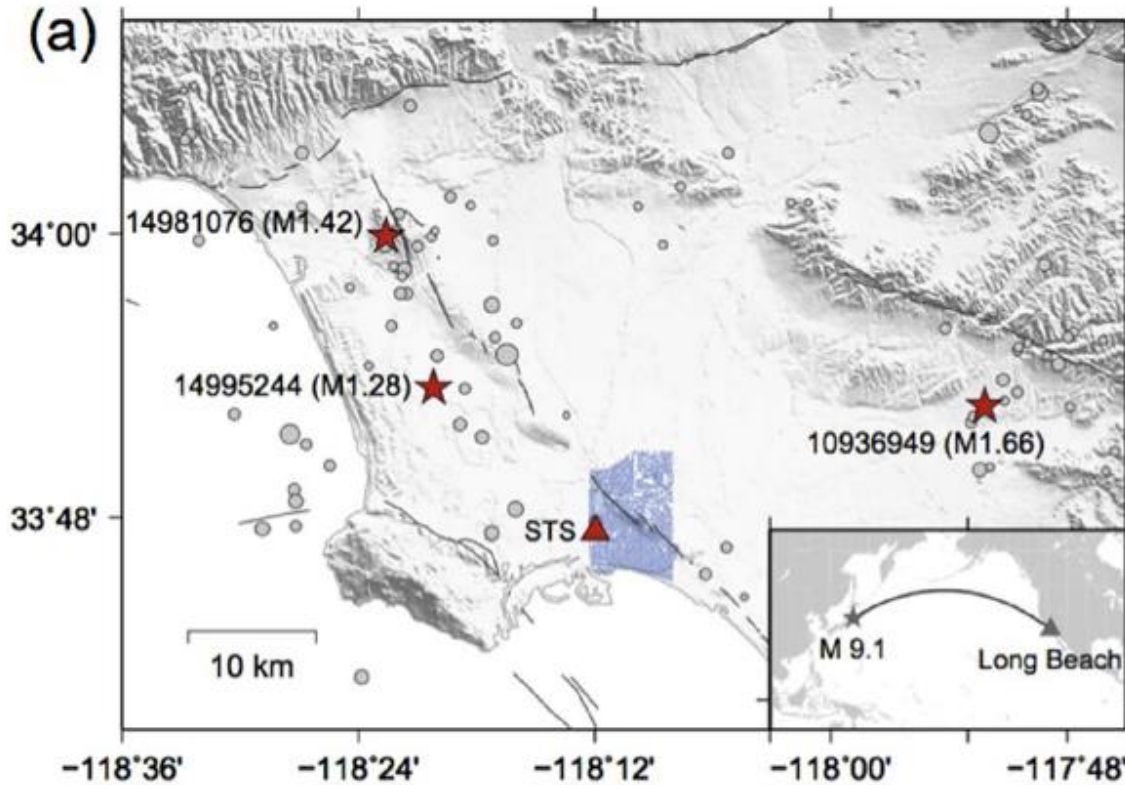 (a)
14981076 (M1.42)
34°00'
14995244 (M1.28)
10936949 (M1.66)
33°48'
STS
M 9.1
Long Beach
10 km
−118°36' −118°24' −118°12' −118°00' −117°48'